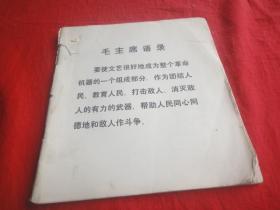 毛主席语录
要使文艺很好地成为整个革命
机器的一个组成部分，作为团结人
民、教育人民、打击敌人、消灭敌
人的有力的武器，帮助人民同心同
德地和敌人作斗争。